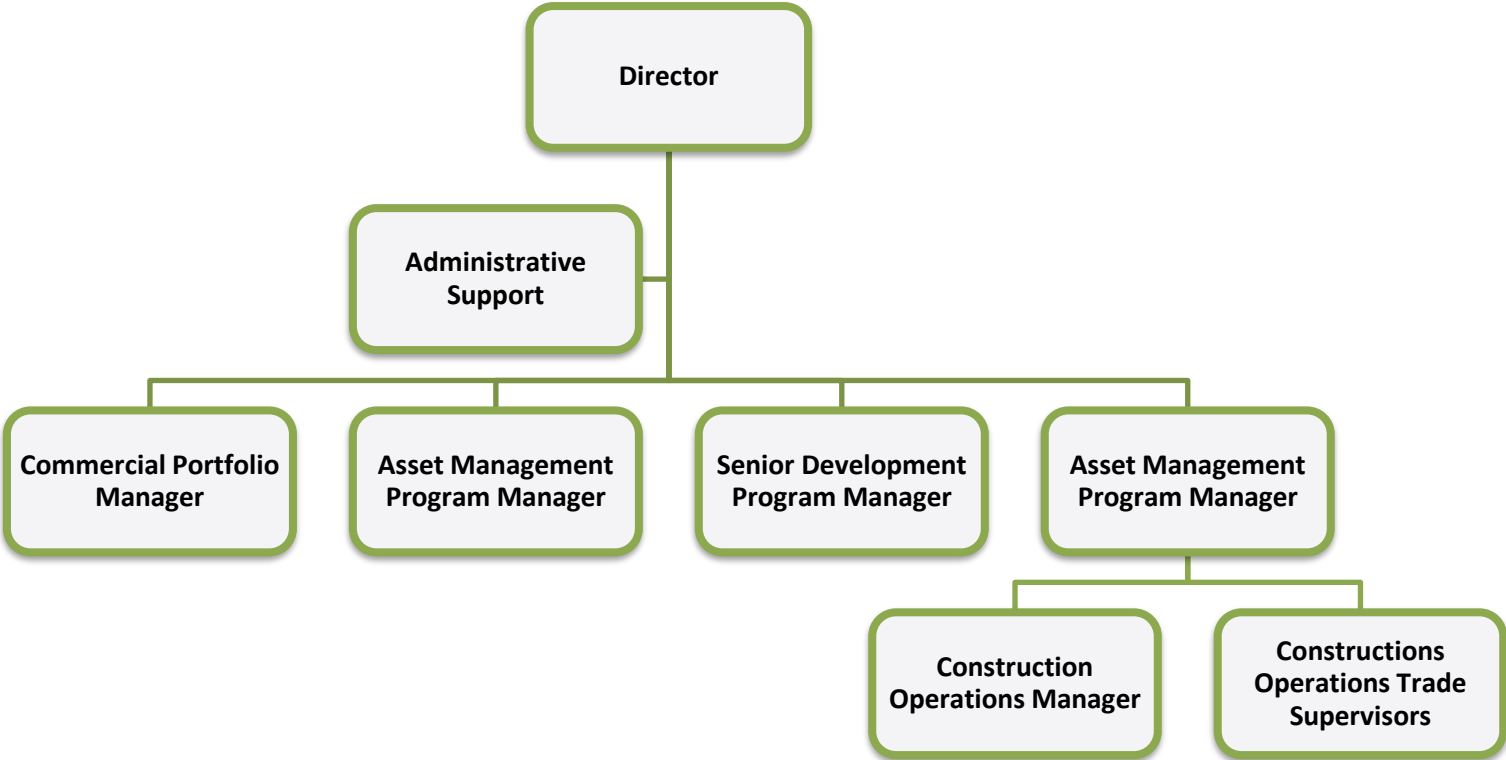 Director
Administrative
Support
Commercial Portfolio
Manager
Asset Management
Program Manager
Senior Development
Program Manager
Asset Management
Program Manager
Construction
Operations Manager
Constructions
Operations Trade
Supervisors